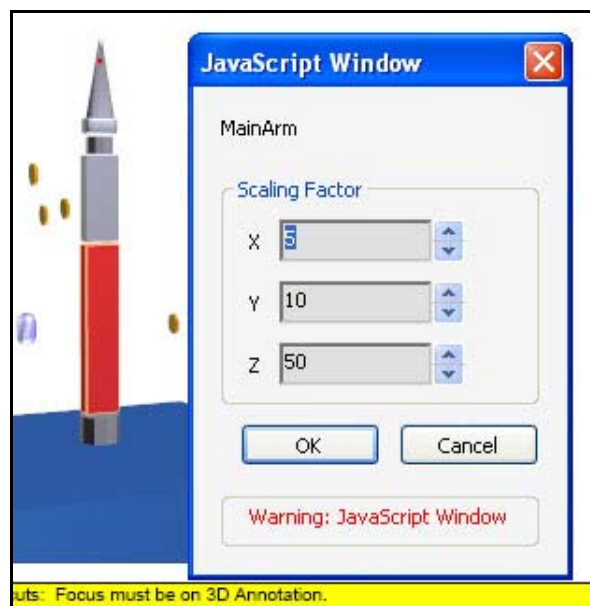 JavaScript Window
MainArm
Scaling Factor
X 5
Y 10
Z 50
OK Cancel
Warning: JavaScript Window
uts: Focus must be on 3D Annotation.